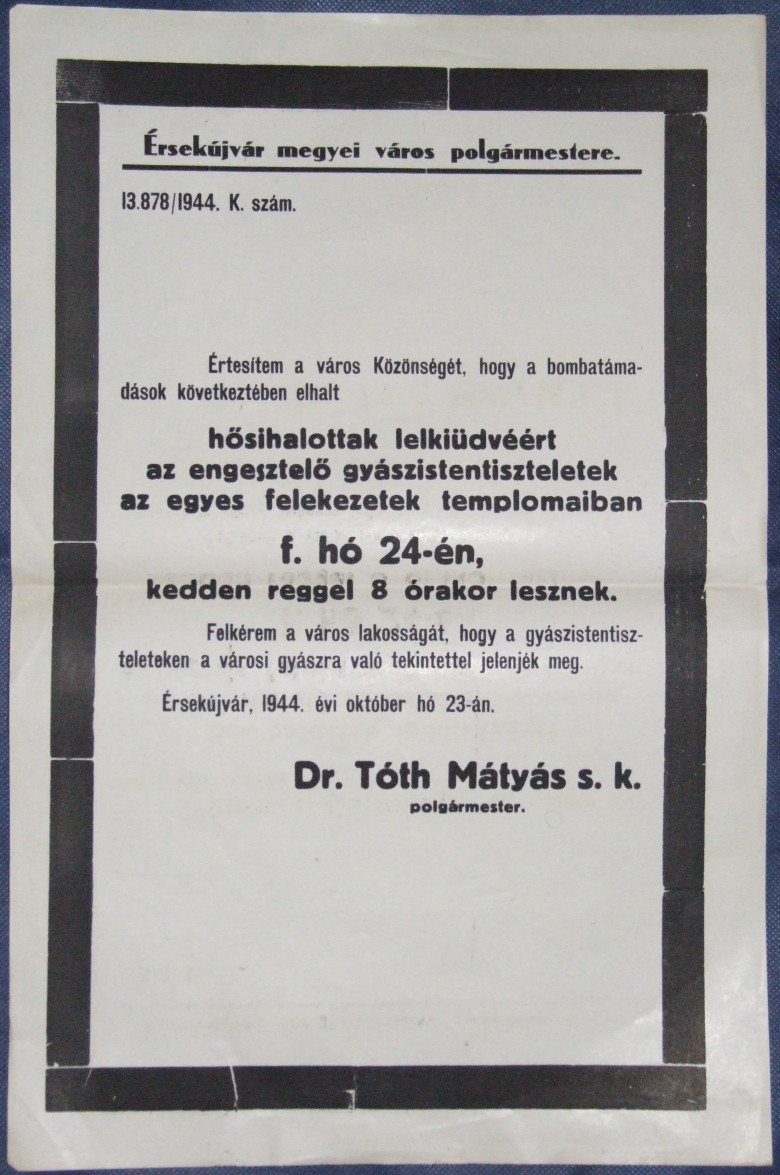 Érsekújvár megyei város polgármestere.
13.878/1944. K. szám.
Értesítem a város Közönségét, hogy a bombatáma-
dások következtében elhalt
hősihalottak lelkiüdvéért
az engesztelő gyászistentiszteletek
az egyes felekezetek templomaiban
f. hó 24-én,
kedden reggel 8 órakor lesznek.
Felkérem a város lakosságát, hogy a gyászistentisz-
teleteken a városi gyászra való tekintettel jelenjék meg.
Érsekújvár, 1944. évi október hó 23-án.
Dr. Tóth Mátyás s. k.
polgármester.